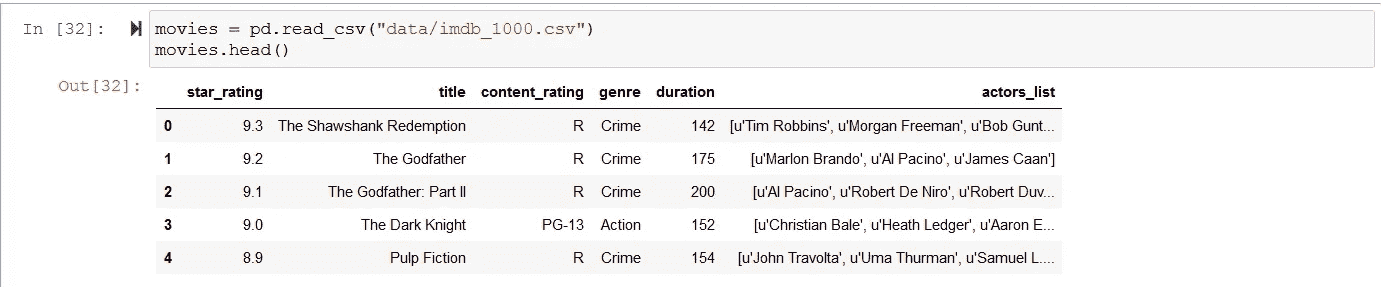 In [32]: movies = pd.read_csv("data/imdb_1000.csv")
movies.head()
Out[32]:
star_rating title content_rating genre duration actors_list
0 9.3 The Shawshank Redemption R Crime 142 [u'Tim Robbins', u'Morgan Freeman', u'Bob Gunt...
1 9.2 The Godfather R Crime 175 [u'Marlon Brando', u'Al Pacino', u'James Caan']
2 9.1 The Godfather: Part II R Crime 200 [u'Al Pacino', u'Robert De Niro', u'Robert Duv...
3 9.0 The Dark Knight PG-13 Action 152 [u'Christian Bale', u'Heath Ledger', u'Aaron E...
4 8.9 Pulp Fiction R Crime 154 [u'John Travolta', u'Uma Thurman', u'Samuel L....